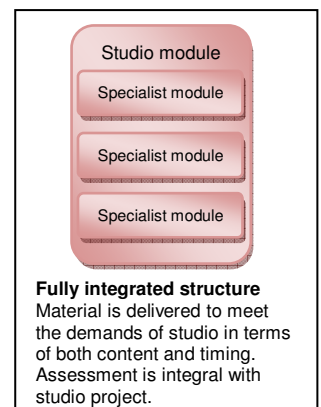 Studio module
Specialist module
Specialist module
Specialist module
Fully integrated structure
Material is delivered to meet
the demands of studio in terms
of both content and timing.
Assessment is integral with
studio project.